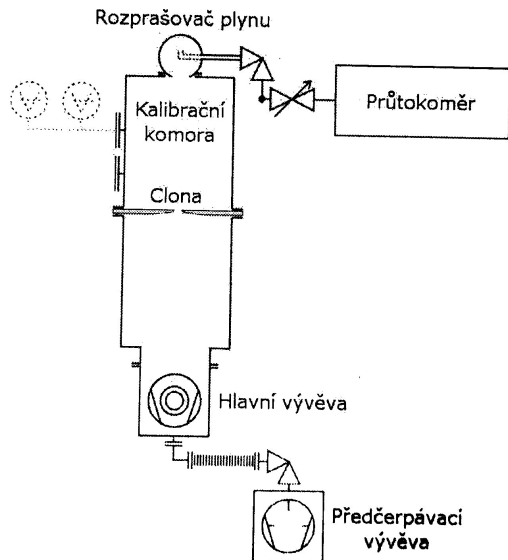 Rozprašovač plynu
Kalibrační
komora
Průtokoměr
Clona
Hlavní vývěva
Předčerpávací
vývěva